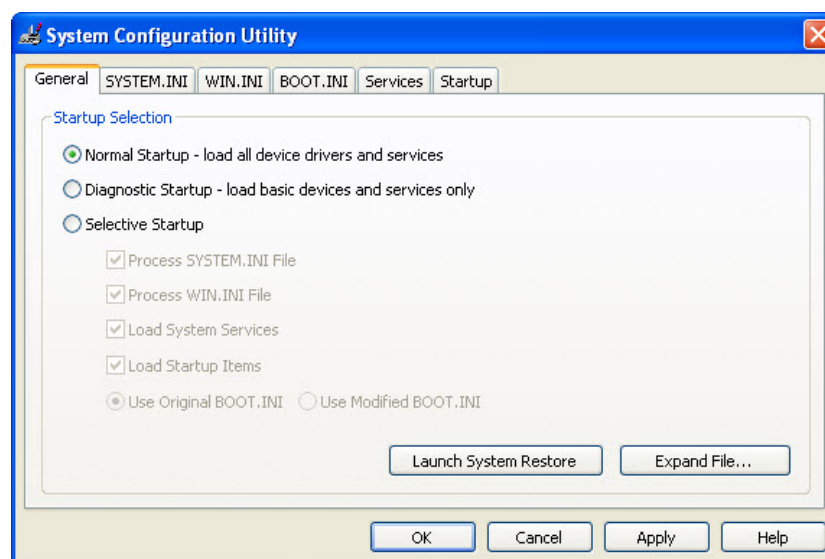 System Configuration Utility
General SYSTEM.INI WIN.INI BOOT.INI Services Startup
Startup Selection
Normal Startup - load all device drivers and services
Diagnostic Startup - load basic devices and services only
Selective Startup
Process SYSTEM.INI File
Process WIN.INI File
Load System Services
Load Startup Items
Use Original BOOT.INI Use Modified BOOT.INI
Launch System Restore Expand File...
OK Cancel Apply Help